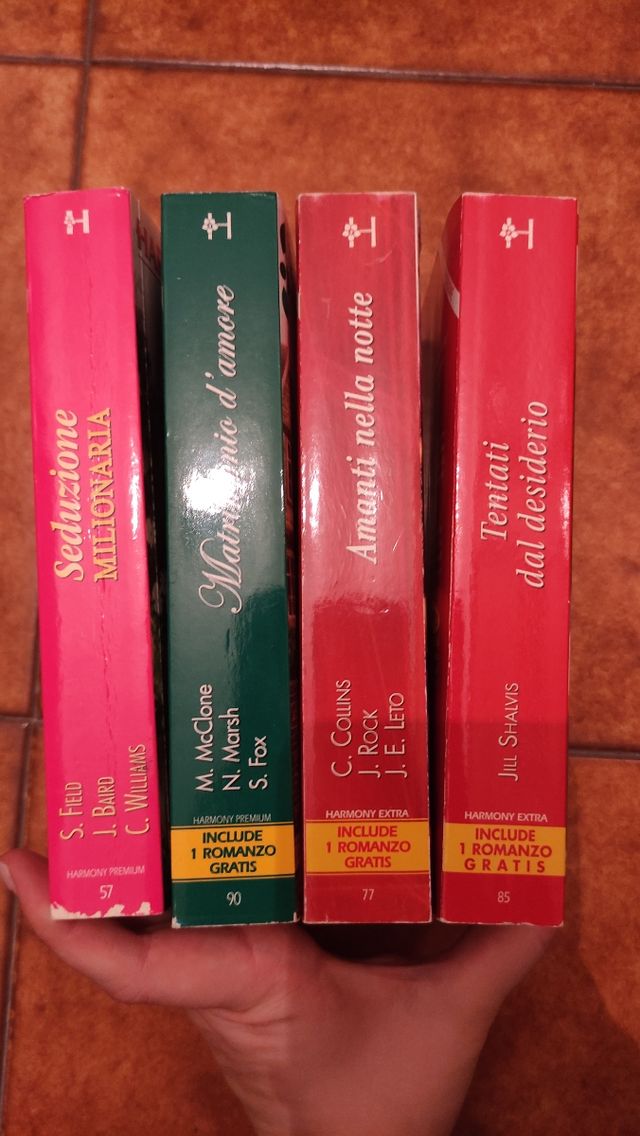 Seduzione
MILIONARIA
S. FIELD
J. BAIRD
C. WILLIAMS
HARMONY PREMIUM
57
Matrimonio d'amore
M. MCCLONE
N. MARSH
S. FOX
HARMONY PREMIUM
INCLUDE
1 ROMANZO
GRATIS
90
Amanti nella notte
C. COLLINS
J. ROCK
J. E. LETO
HARMONY EXTRA
INCLUDE
1 ROMANZO
GRATIS
77
Tentati
dal desiderio
JILL SHALVIS
HARMONY EXTRA
INCLUDE
1 ROMANZO
GRATIS
85